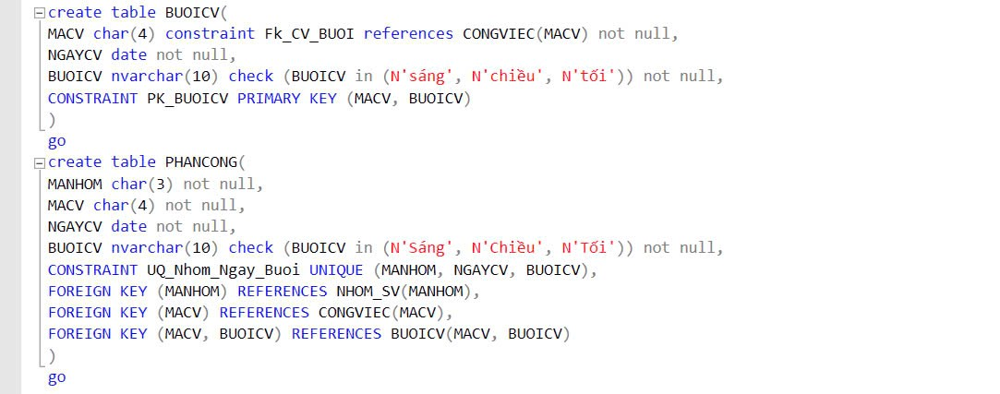 create table BUOICV(
MACV char(4) constraint Fk_CV_BUOI references CONGVIEC(MACV) not null,
NGAYCV date not null,
BUOICV nvarchar(10) check (BUOICV in (N'sáng', N'chiều', N'tối')) not null,
CONSTRAINT PK_BUOICV PRIMARY KEY (MACV, BUOICV)
)
go
create table PHANCONG(
MANHOM char(3) not null,
MACV char(4) not null,
NGAYCV date not null,
BUOICV nvarchar(10) check (BUOICV in (N'Sáng', N'Chiều', N'Tối')) not null,
CONSTRAINT UQ_Nhom_Ngay_Buoi UNIQUE (MANHOM, NGAYCV, BUOICV),
FOREIGN KEY (MANHOM) REFERENCES NHOM_SV(MANHOM),
FOREIGN KEY (MACV) REFERENCES CONGVIEC(MACV),
FOREIGN KEY (MACV, BUOICV) REFERENCES BUOICV(MACV, BUOICV)
)
go